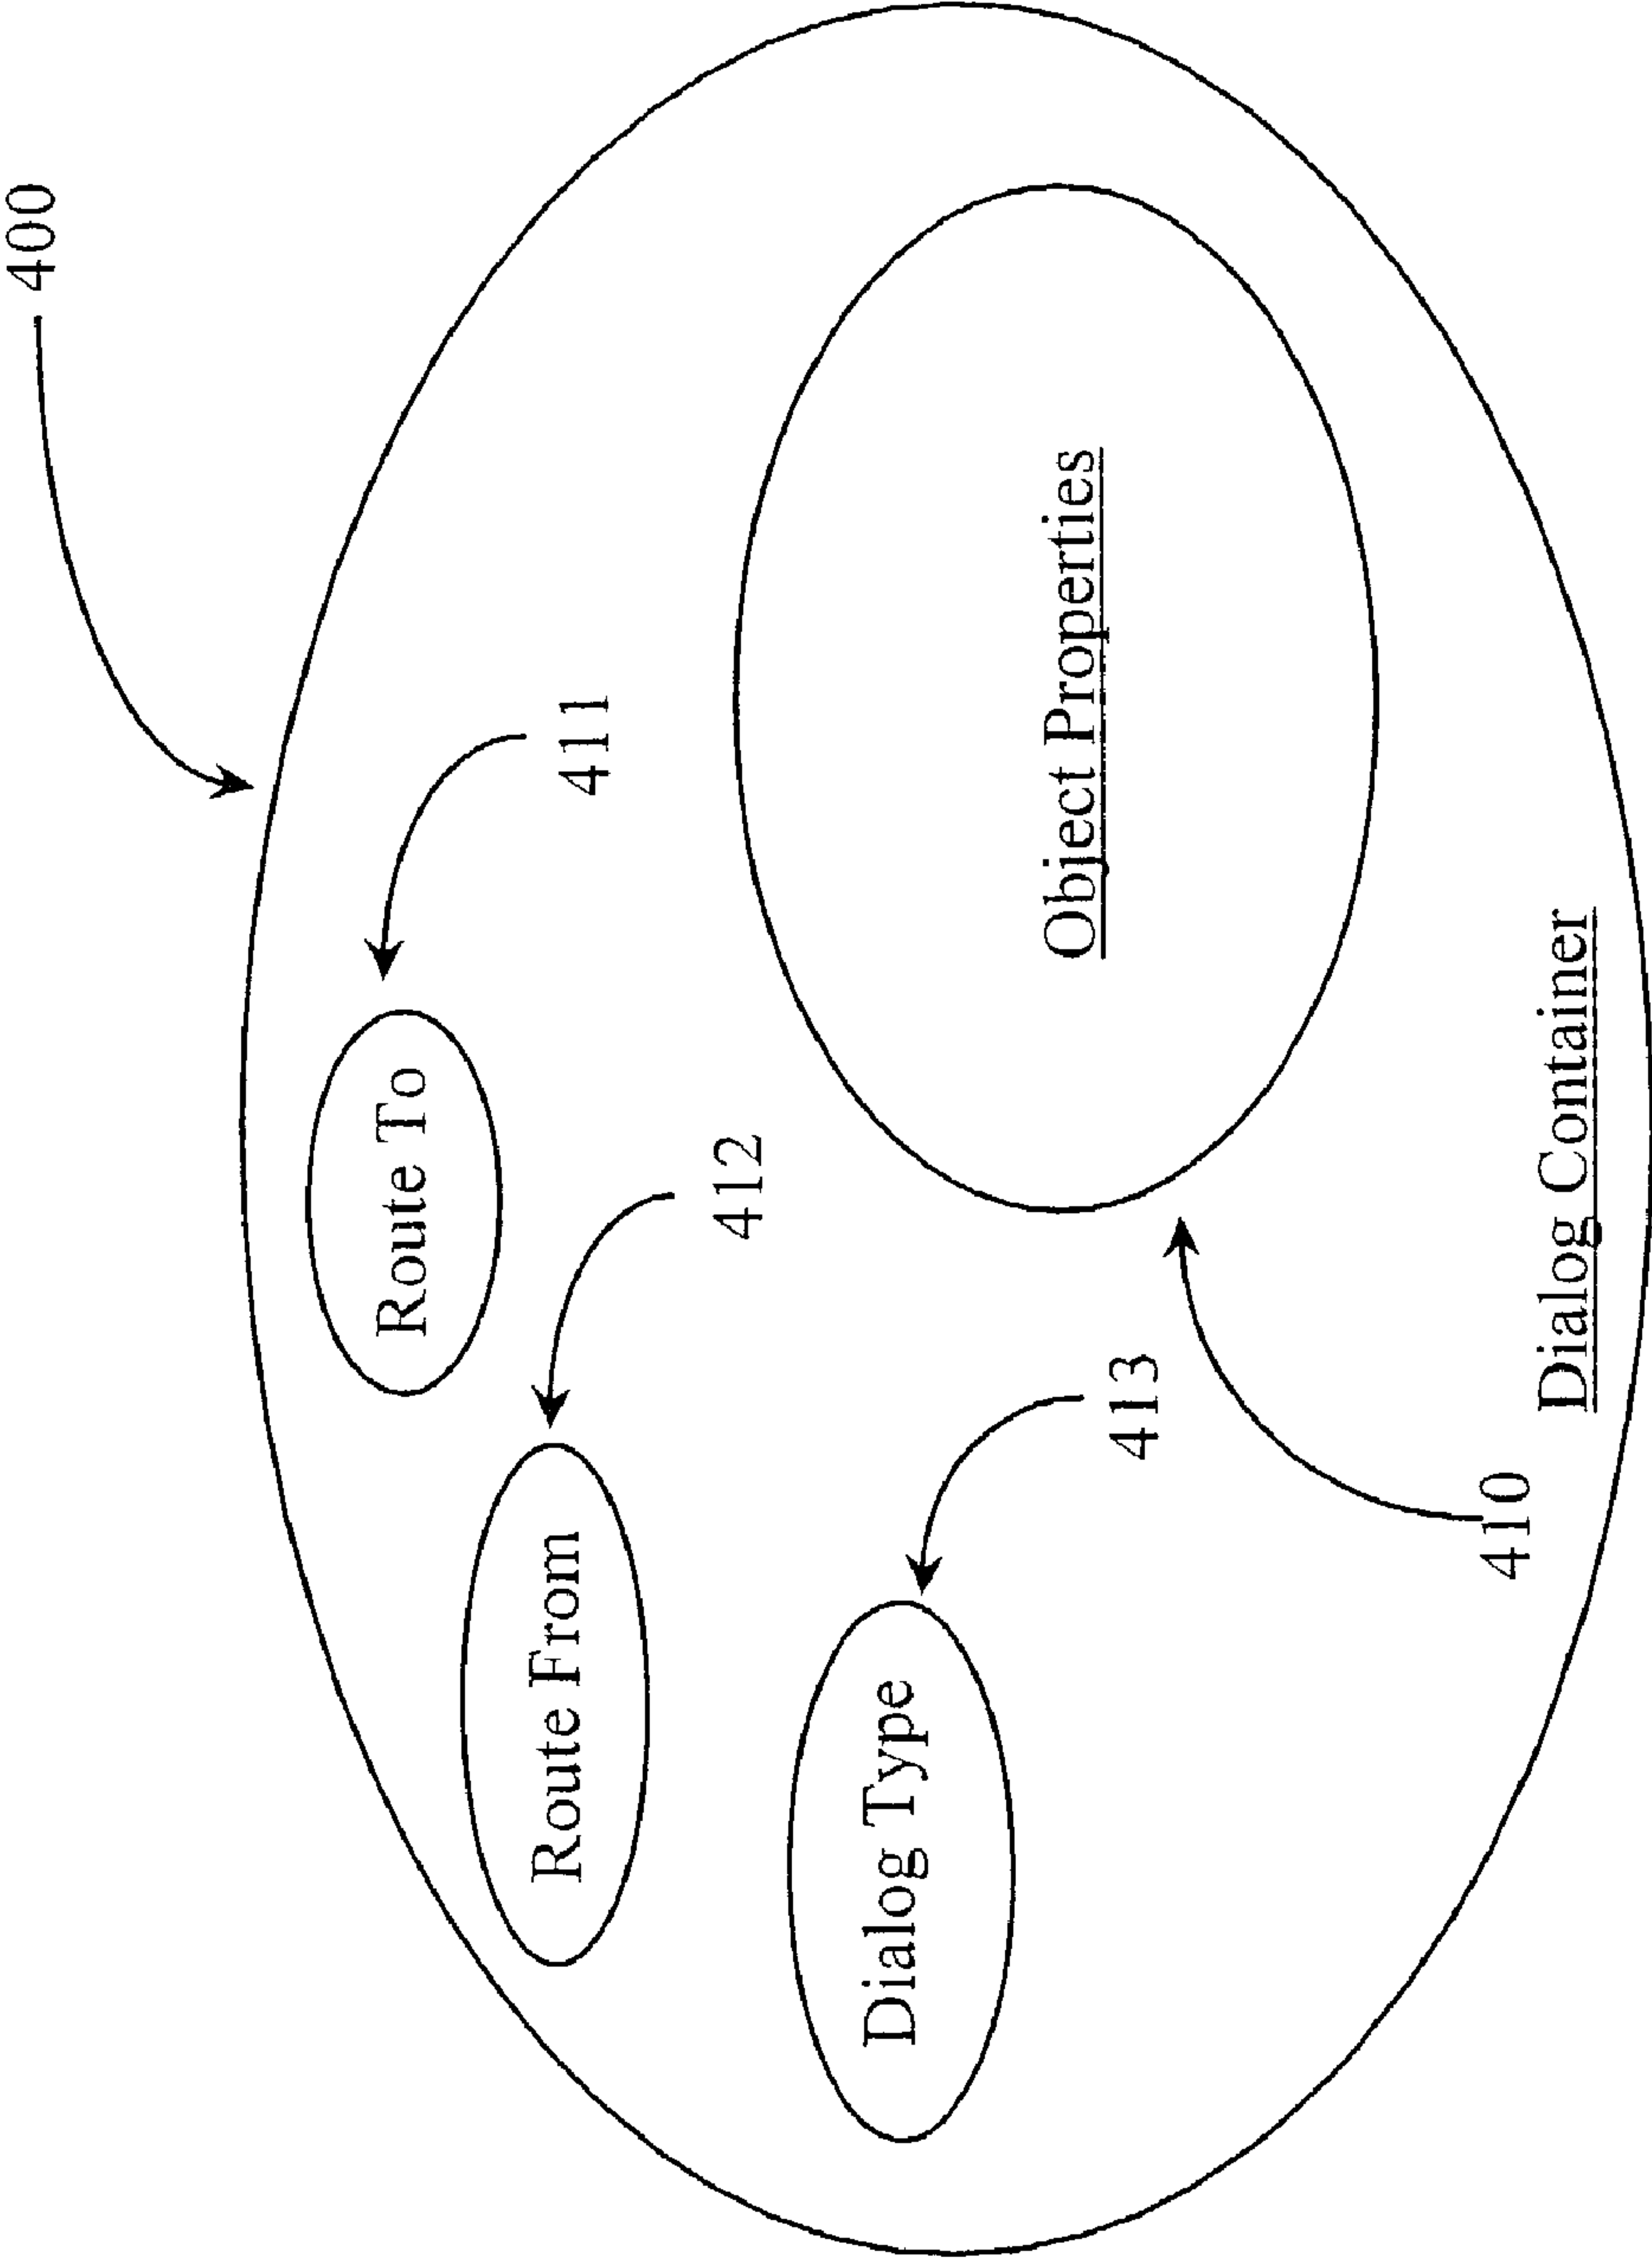 400
Route To
411
Route From
412
Dialog Type
413
Object Properties
410
Dialog Container